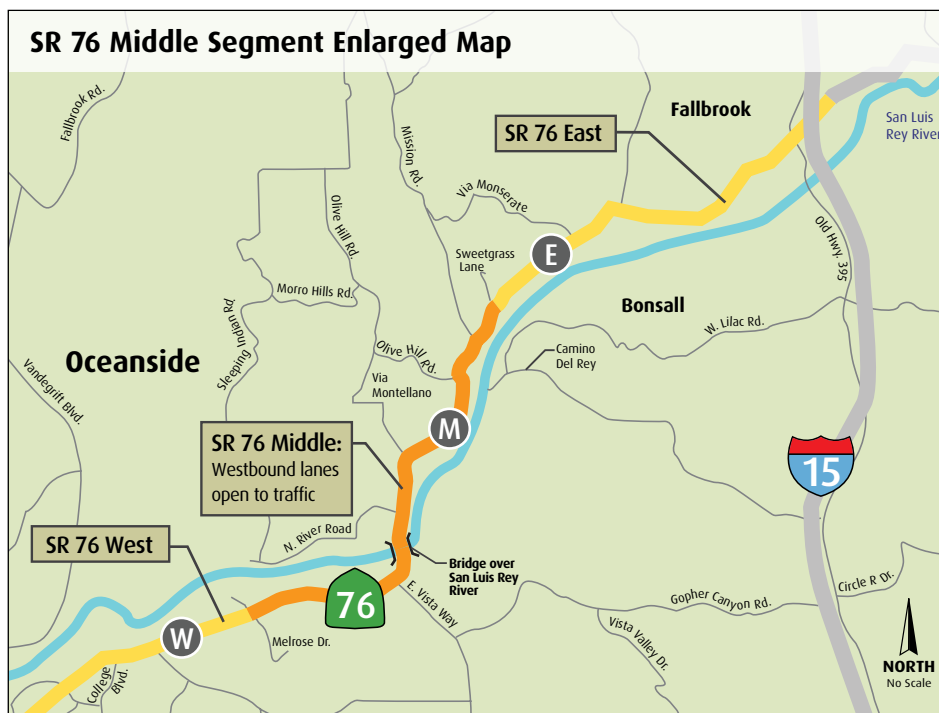 SR 76 Middle Segment Enlarged Map
Fallbrook Rd.
Mission Rd.
Fallbrook
SR 76 East
San Luis
Rey River
Via Monserate
Olive Hill Rd.
Old Hwy. 395
E
Sweetgrass
Lane
Morro Hills Rd.
Bonsall
Sleeping Indian Rd.
W. Lilac Rd.
Oceanside
Olive Hill Rd.
Camino
Del Rey
Vandegrift Blvd.
Via
Montellano
M
SR 76 Middle:
Westbound lanes
open to traffic
15
N. River Road
SR 76 West
Bridge over
San Luis Rey
River
Circle R Dr.
76
E. Vista Way
Gopher Canyon Rd.
W
Melrose Dr.
Vista Valley Dr.
College
Blvd.
NORTH
No Scale